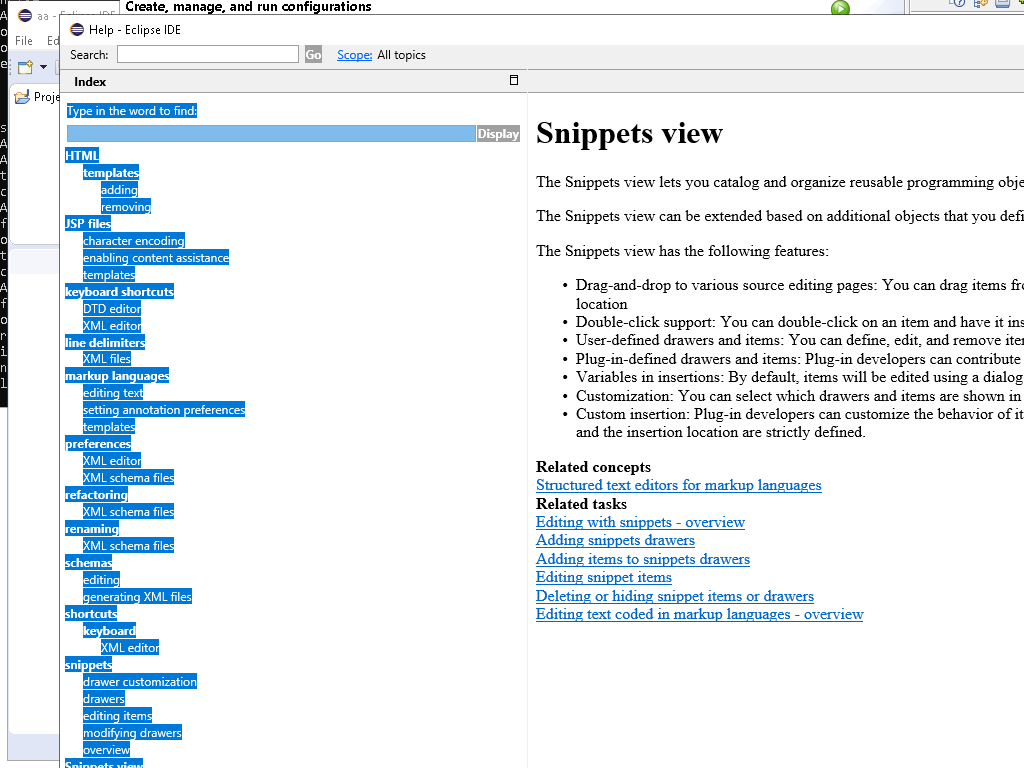 Create, manage, and run configurations
aa - Eclipse IDE
File Ed
Help - Eclipse IDE
Search: Go Scope: All topics
Index
Proje
Type in the word to find:
Display
HTML
templates
adding
removing
JSP files
character encoding
enabling content assistance
templates
keyboard shortcuts
DTD editor
XML editor
line delimiters
XML files
markup languages
editing text
setting annotation preferences
templates
preferences
XML editor
XML schema files
refactoring
XML schema files
renaming
XML schema files
schemas
editing
generating XML files
shortcuts
keyboard
XML editor
snippets
drawer customization
drawers
editing items
modifying drawers
overview
Snippets view
Snippets view
The Snippets view lets you catalog and organize reusable programming obje
The Snippets view can be extended based on additional objects that you defi
The Snippets view has the following features:
• Drag-and-drop to various source editing pages: You can drag items fro
location
• Double-click support: You can double-click on an item and have it ins
• User-defined drawers and items: You can define, edit, and remove iter
• Plug-in-defined drawers and items: Plug-in developers can contribute
• Variables in insertions: By default, items will be edited using a dialog
• Customization: You can select which drawers and items are shown in
• Custom insertion: Plug-in developers can customize the behavior of it
and the insertion location are strictly defined.
Related concepts
Structured text editors for markup languages
Related tasks
Editing with snippets - overview
Adding snippets drawers
Adding items to snippets drawers
Editing snippet items
Deleting or hiding snippet items or drawers
Editing text coded in markup languages - overview